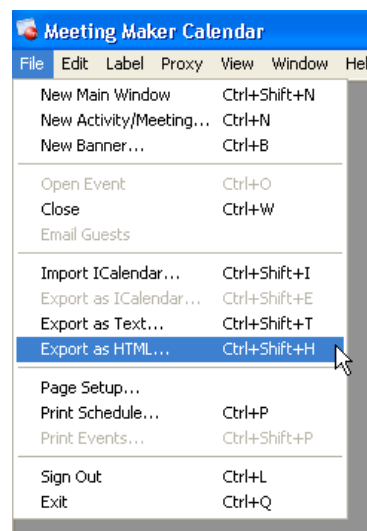 Meeting Maker Calendar
File Edit Label Proxy View Window Hel
New Main Window Ctrl+Shift+N
New Activity/Meeting... Ctrl+N
New Banner... Ctrl+B
Open Event Ctrl+O
Close Ctrl+W
Email Guests
Import ICalendar... Ctrl+Shift+I
Export as ICalendar... Ctrl+Shift+E
Export as Text... Ctrl+Shift+T
Export as HTML... Ctrl+Shift+H
Page Setup...
Print Schedule... Ctrl+P
Print Events... Ctrl+Shift+P
Sign Out Ctrl+L
Exit Ctrl+Q